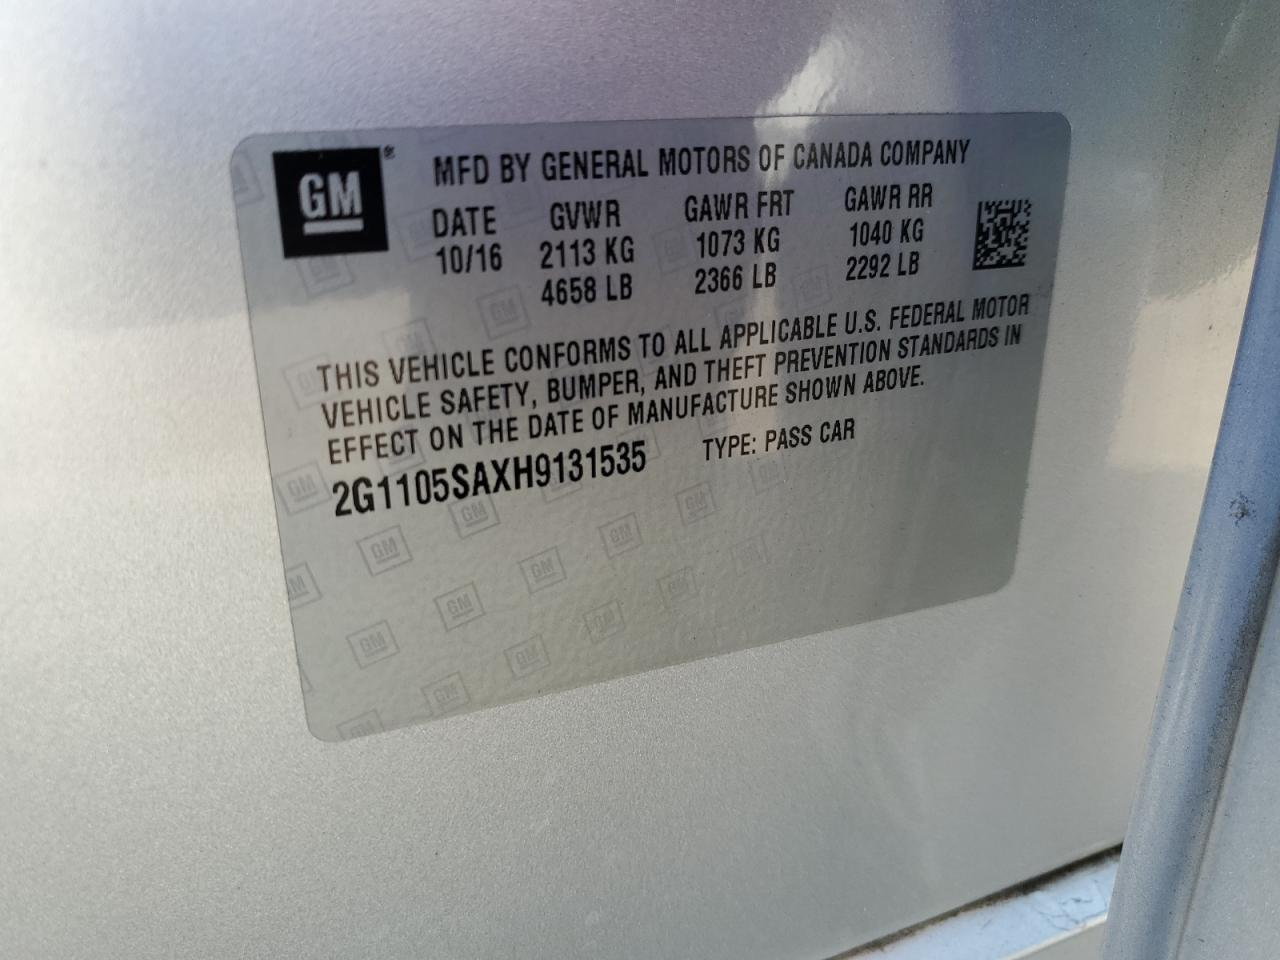 GM ® MFD BY GENERAL MOTORS OF CANADA COMPANY
DATE GVWR GAWR FRT GAWR RR
10/16 2113 KG 1073 KG 1040 KG
4658 LB 2366 LB 2292 LB
THIS VEHICLE CONFORMS TO ALL APPLICABLE U.S. FEDERAL MOTOR
VEHICLE SAFETY, BUMPER, AND THEFT PREVENTION STANDARDS IN
EFFECT ON THE DATE OF MANUFACTURE SHOWN ABOVE.
2G1105SAXH9131535 TYPE: PASS CAR